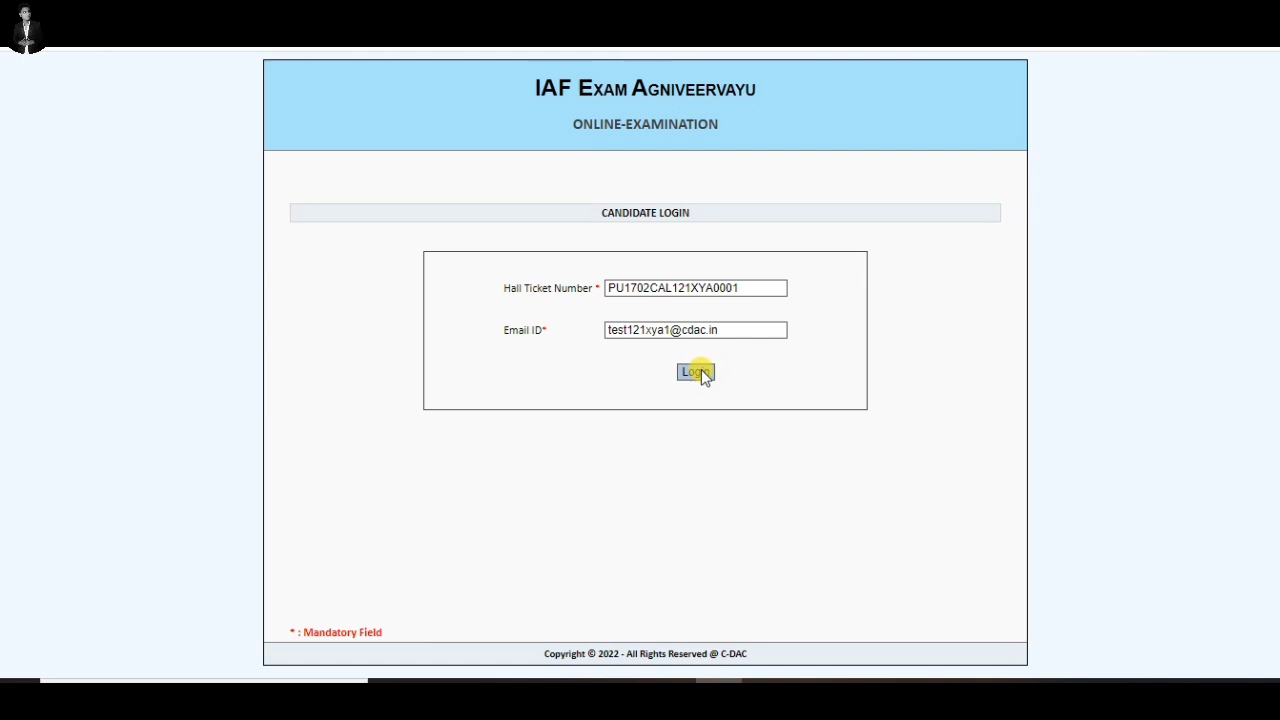 IAF EXAM AGNIVEERVAYU
ONLINE-EXAMINATION
CANDIDATE LOGIN
Hall Ticket Number * PU1702CAL121XYA0001
Email ID* test121xya1@cdac.in
Login
* : Mandatory Field
Copyright © 2022 - All Rights Reserved @ C-DAC